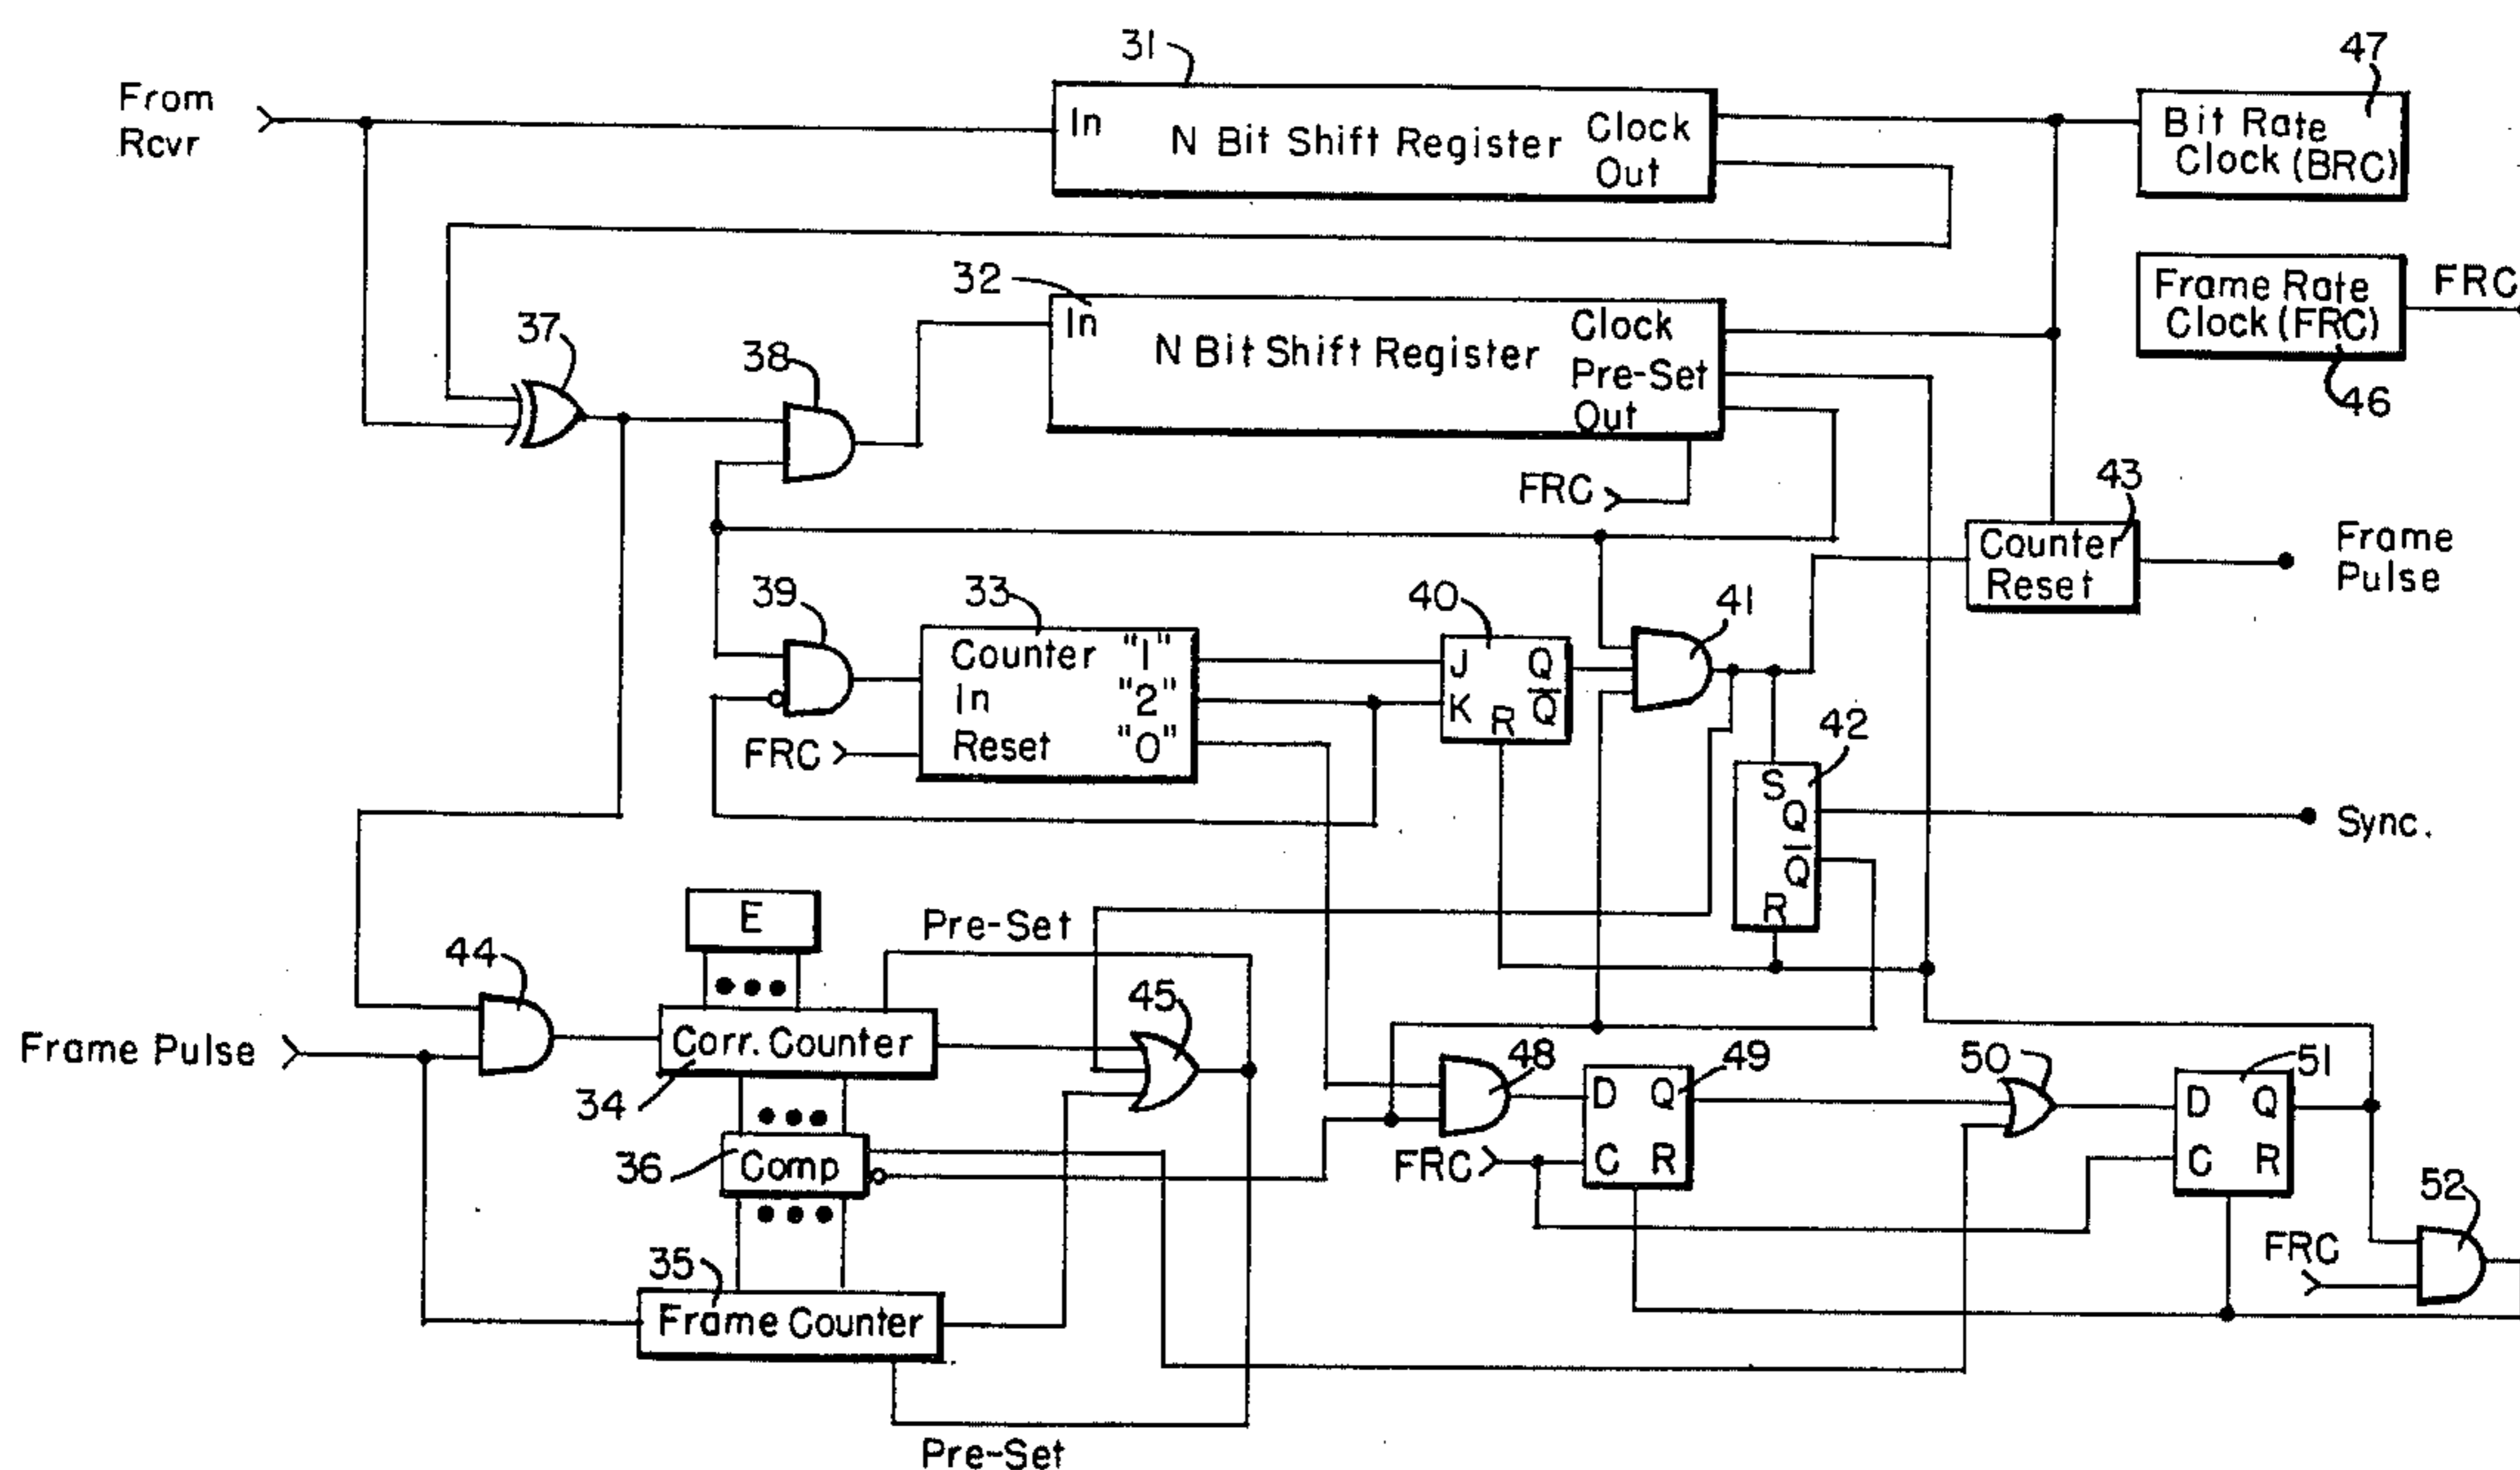 31
47
From
Rcvr
In
N Bit Shift Register
Clock
Out
Bit Rate
Clock (BRC)
32
Frame Rate
Clock (FRC)
FRC
46
In
N Bit Shift Register
Clock
Pre-Set
Out
37
38
FRC
43
Counter
Reset
Frame
Pulse
39
33
40
41
Counter "1"
In "2"
Reset "0"
FRC
J Q
K R Q̅
42
S
Q
Q̅
R
Sync.
E
Pre-Set
44
45
Frame Pulse
Corr. Counter
34
48
49
50
51
D Q
C R
D Q
C R
FRC
36
Comp
52
35
FRC
Frame Counter
Pre-Set